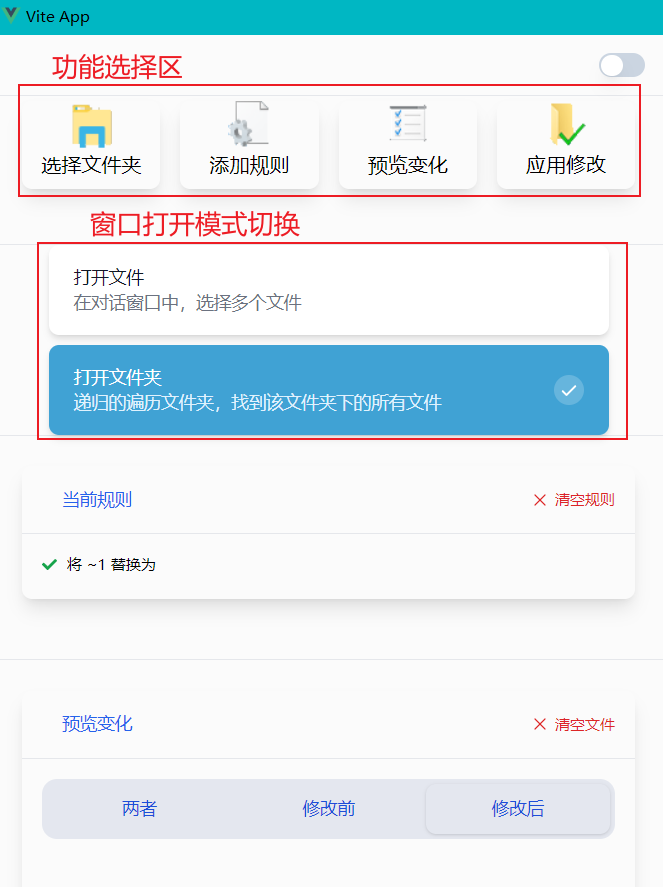 Vite App
功能选择区
选择文件夹
添加规则
预览变化
应用修改
窗口打开模式切换
打开文件
在对话窗口中，选择多个文件
打开文件夹
递归的遍历文件夹，找到该文件夹下的所有文件
当前规则
清空规则
将 ~1 替换为
预览变化
清空文件
两者
修改前
修改后